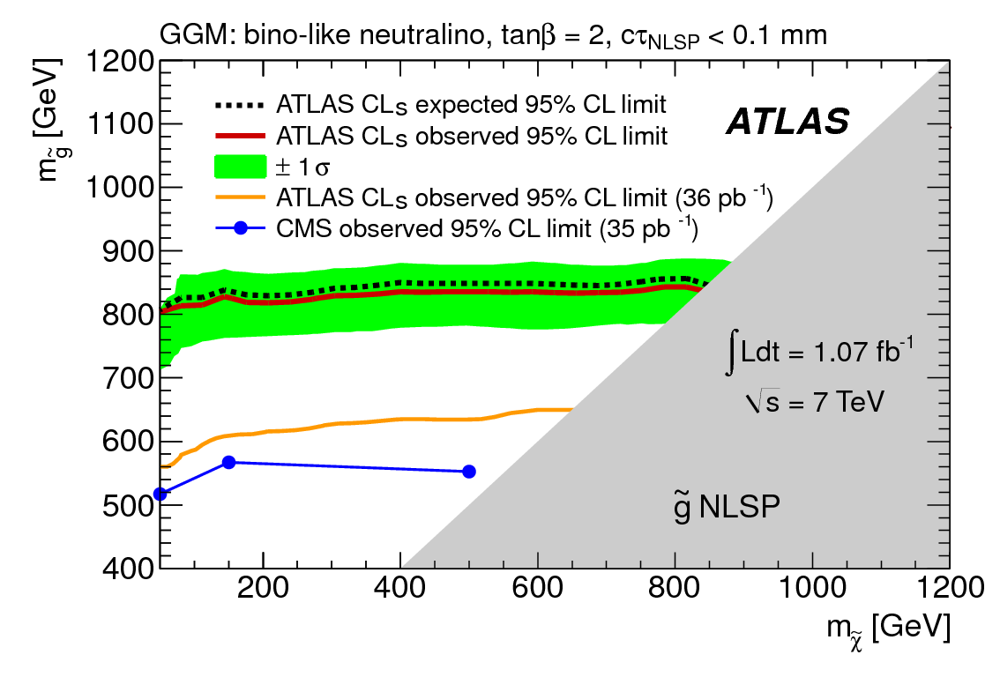 GGM: bino-like neutralino, tanβ = 2, cτNLSP < 0.1 mm
m_g̃ [GeV]
1200
1100
1000
900
800
700
600
500
400
ATLAS CLs expected 95% CL limit
ATLAS CLs observed 95% CL limit
± 1 σ
ATLAS CLs observed 95% CL limit (36 pb⁻¹)
CMS observed 95% CL limit (35 pb⁻¹)
ATLAS
∫Ldt = 1.07 fb⁻¹
√s = 7 TeV
g̃ NLSP
200 400 600 800 1000 1200
m_χ̃ [GeV]